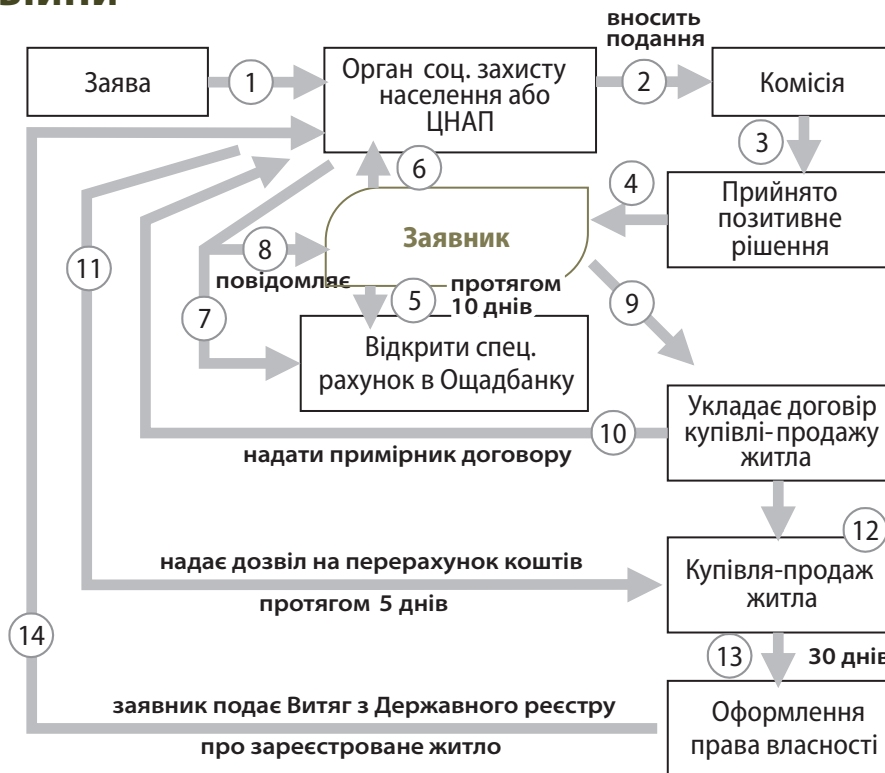 вносить
подання
Заява
1
Орган соц. захисту
населення або
ЦНАП
2
Комісія
3
6
4
Прийнято
позитивне
рішення
Заявник
8
повідомляє
11
7
5
протягом
10 днів
9
Відкрити спец.
рахунок в Ощадбанку
Укладає договір
купівлі-продажу
житла
10
надати примірник договору
12
надає дозвіл на перерахунок коштів
протягом 5 днів
Купівля-продаж
житла
14
13
30 днів
заявник подає Витяг з Державного реєстру
про зареєстроване житло
Оформлення
права власності